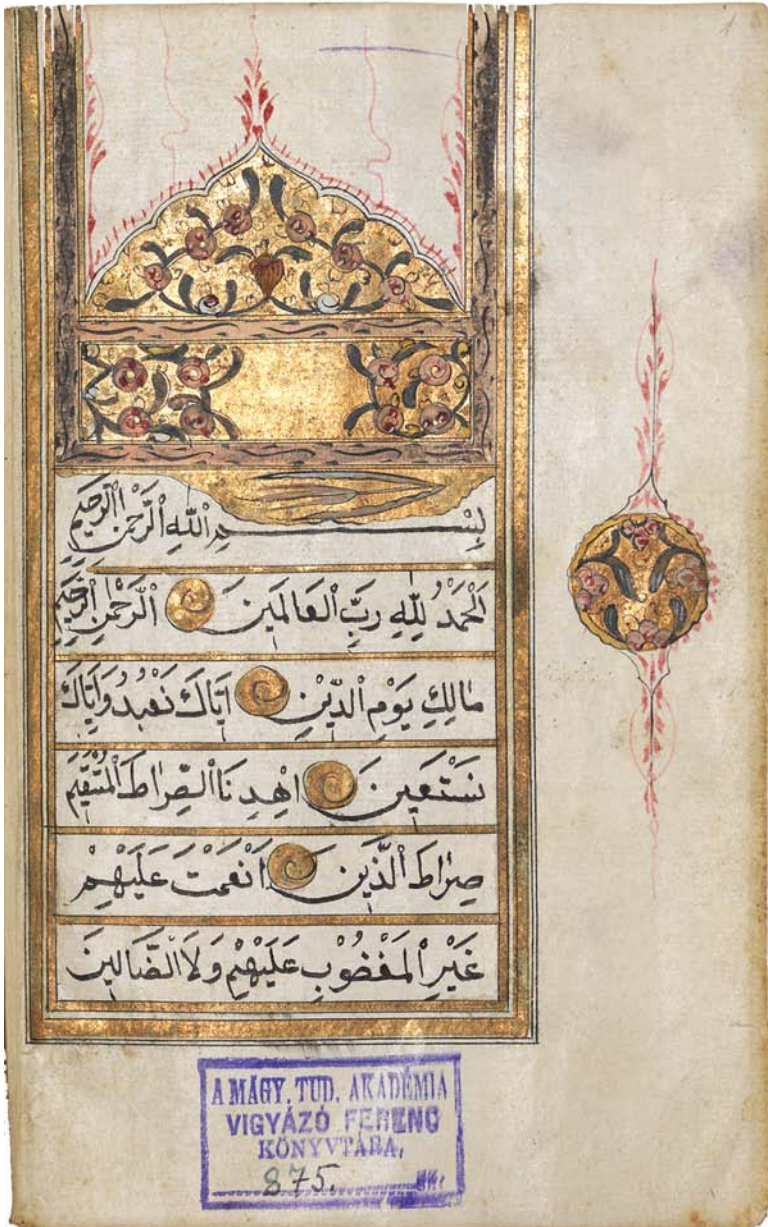 بِسْمِ اللّٰهِ الرَّحْمٰنِ الرَّحِيمِ
اَلْحَمْدُ لِلّٰهِ رَبِّ الْعَالَمِينَ الرَّحْمٰنِ الرَّحِيمِ
مَالِكِ يَوْمِ الدِّينِ اِيَّاكَ نَعْبُدُ وَاِيَّاكَ
نَسْتَعِينَ اِهْدِنَا الصِّرَاطَ الْمُسْتَقِيمَ
صِرَاطَ الَّذِينَ اَنْعَمْتَ عَلَيْهِمْ
غَيْرِ الْمَغْضُوبِ عَلَيْهِمْ وَلَا الضَّالِينَ
A MAGY. TUD. AKADÉMIA
VIGYÁZÓ FERENC
KÖNYVTÁRA,
875.